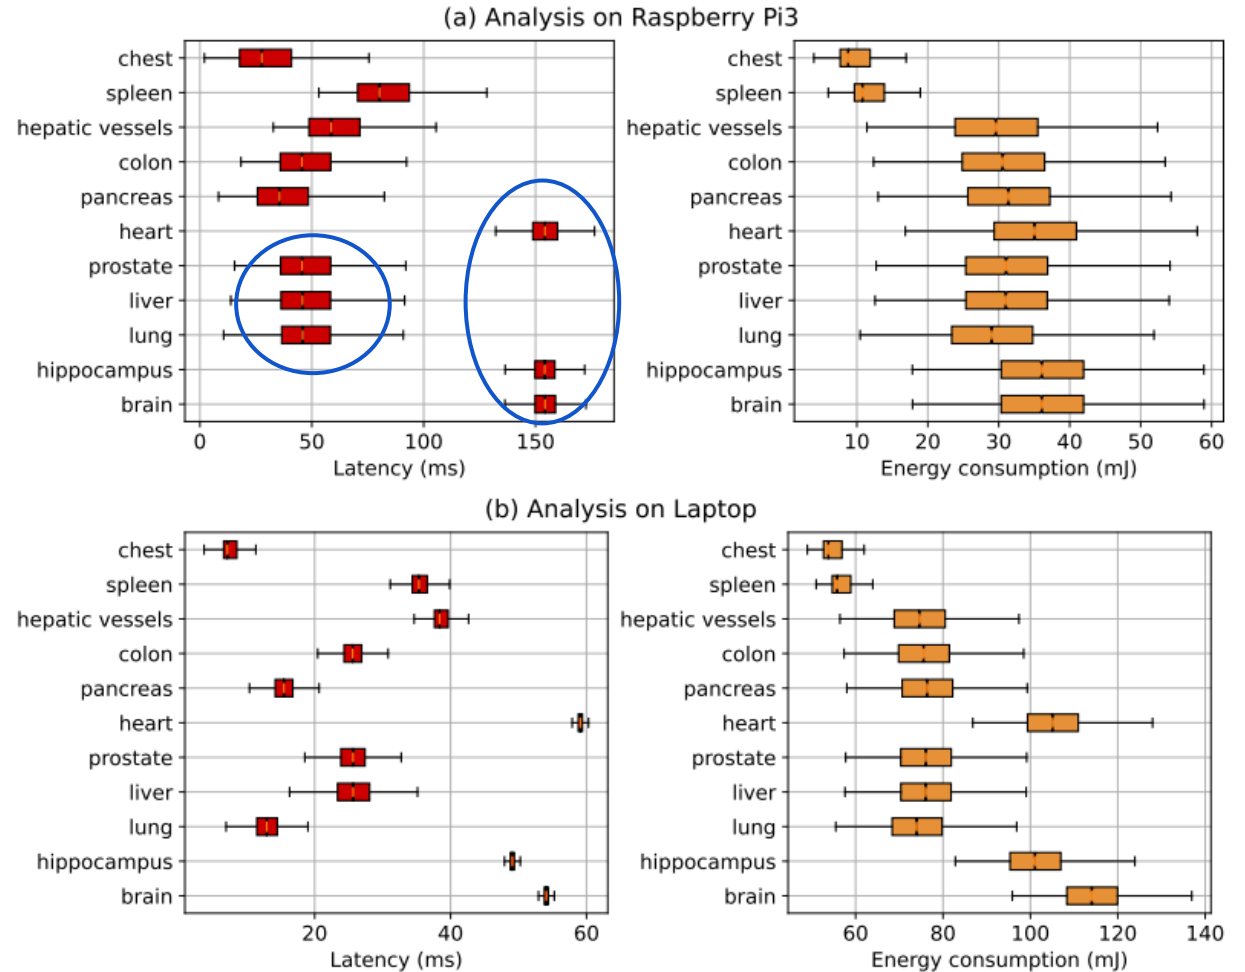 (a) Analysis on Raspberry Pi3
chest
spleen
hepatic vessels
colon
pancreas
heart
prostate
liver
lung
hippocampus
brain
0 50 100 150
Latency (ms)
chest
spleen
hepatic vessels
colon
pancreas
heart
prostate
liver
lung
hippocampus
brain
10 20 30 40 50 60
Energy consumption (mJ)
(b) Analysis on Laptop
chest
spleen
hepatic vessels
colon
pancreas
heart
prostate
liver
lung
hippocampus
brain
20 40 60
Latency (ms)
chest
spleen
hepatic vessels
colon
pancreas
heart
prostate
liver
lung
hippocampus
brain
60 80 100 120 140
Energy consumption (mJ)